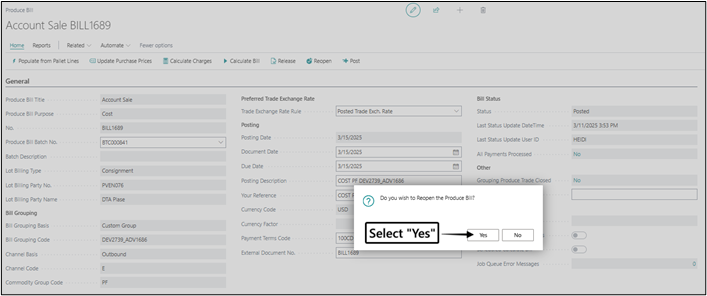 Produce Bill
Account Sale BILL1689
Home Reports Related Automate Fewer options
Populate from Pallet Lines Update Purchase Prices Calculate Charges Calculate Bill Release Reopen Post
General
Produce Bill Title Account Sale
Produce Bill Purpose Cost
No. BILL1689
Produce Bill Batch No. BTC000841
Batch Description
Lot Billing Type Consignment
Lot Billing Party No. PVEN076
Lot Billing Party Name DTA Plase
Bill Grouping
Bill Grouping Basis Custom Group
Bill Grouping Code DEV2739_ADV1686
Channel Basis Outbound
Channel Code E
Commodity Group Code PF
Preferred Trade Exchange Rate
Trade Exchange Rate Rule Posted Trade Exch. Rate
Posting
Posting Date 3/15/2025
Document Date 3/15/2025
Due Date 3/15/2025
Posting Description COST PF DEV2739_ADV1686
Your Reference COST
Currency Code USD
Currency Factor
Payment Terms Code
External Document No. BILL1689
Bill Status
Status Posted
Last Status Update DateTime 3/11/2025 3:53 PM
Last Status Update User ID HEIDI
All Payments Processed No
Other
Grouping Produce Trade Closed No
Job Queue Error Messages 0
Do you wish to Reopen the Produce Bill?
Select "Yes"
Yes No